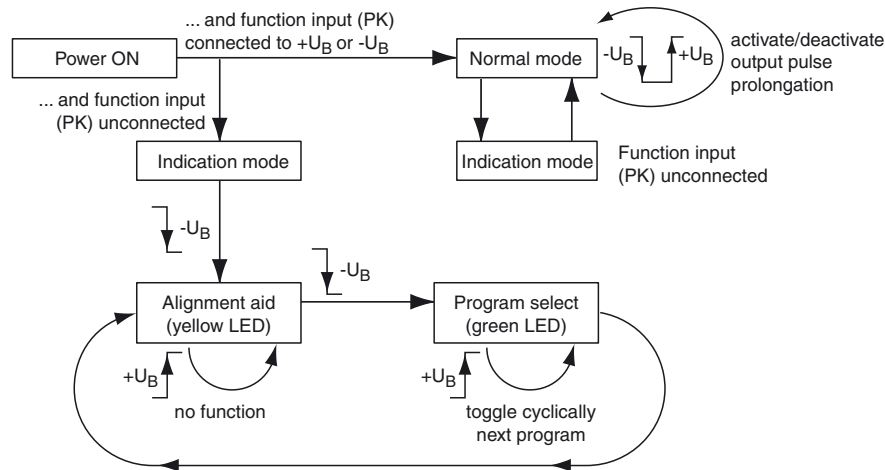 ... and function input (PK)
connected to +UB or -UB
Power ON
Normal mode
-UB
+UB
activate/deactivate
output pulse
prolongation
... and function input
(PK) unconnected
Indication mode
Indication mode
Function input
(PK) unconnected
-UB
-UB
Alignment aid
(yellow LED)
Program select
(green LED)
+UB
no function
+UB
toggle cyclically
next program